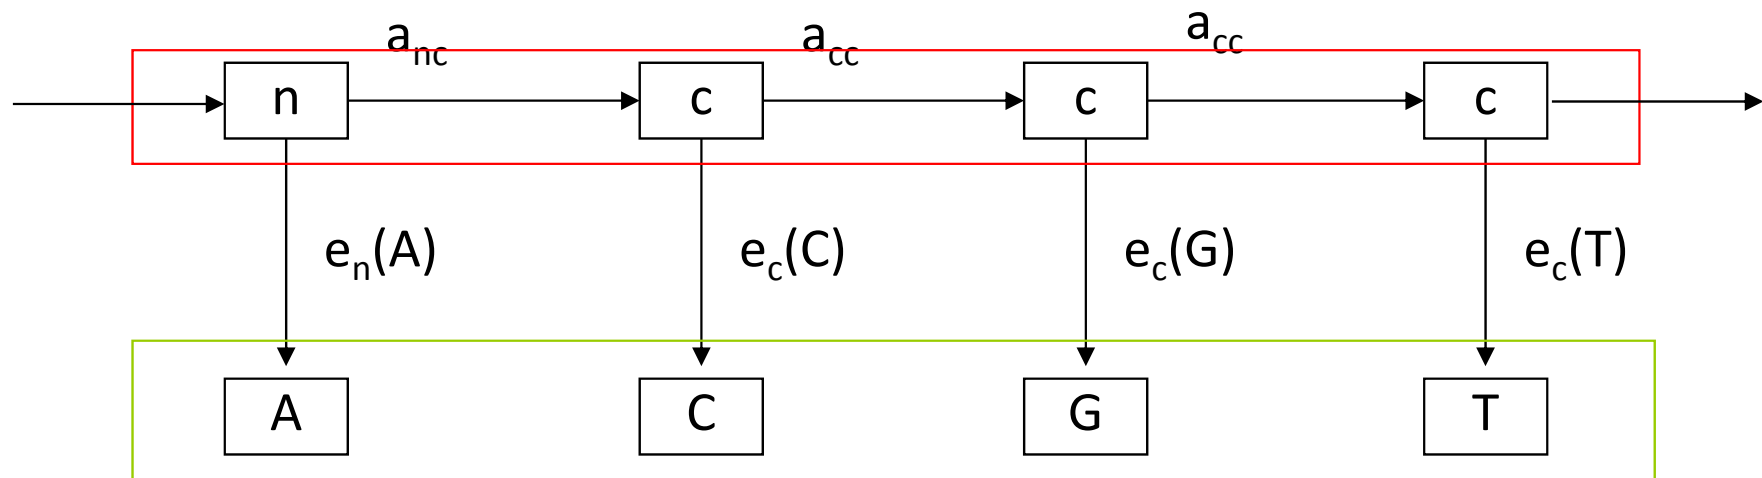 a_nc a_cc a_cc
n c c c
e_n(A) e_c(C) e_c(G) e_c(T)
A C G T